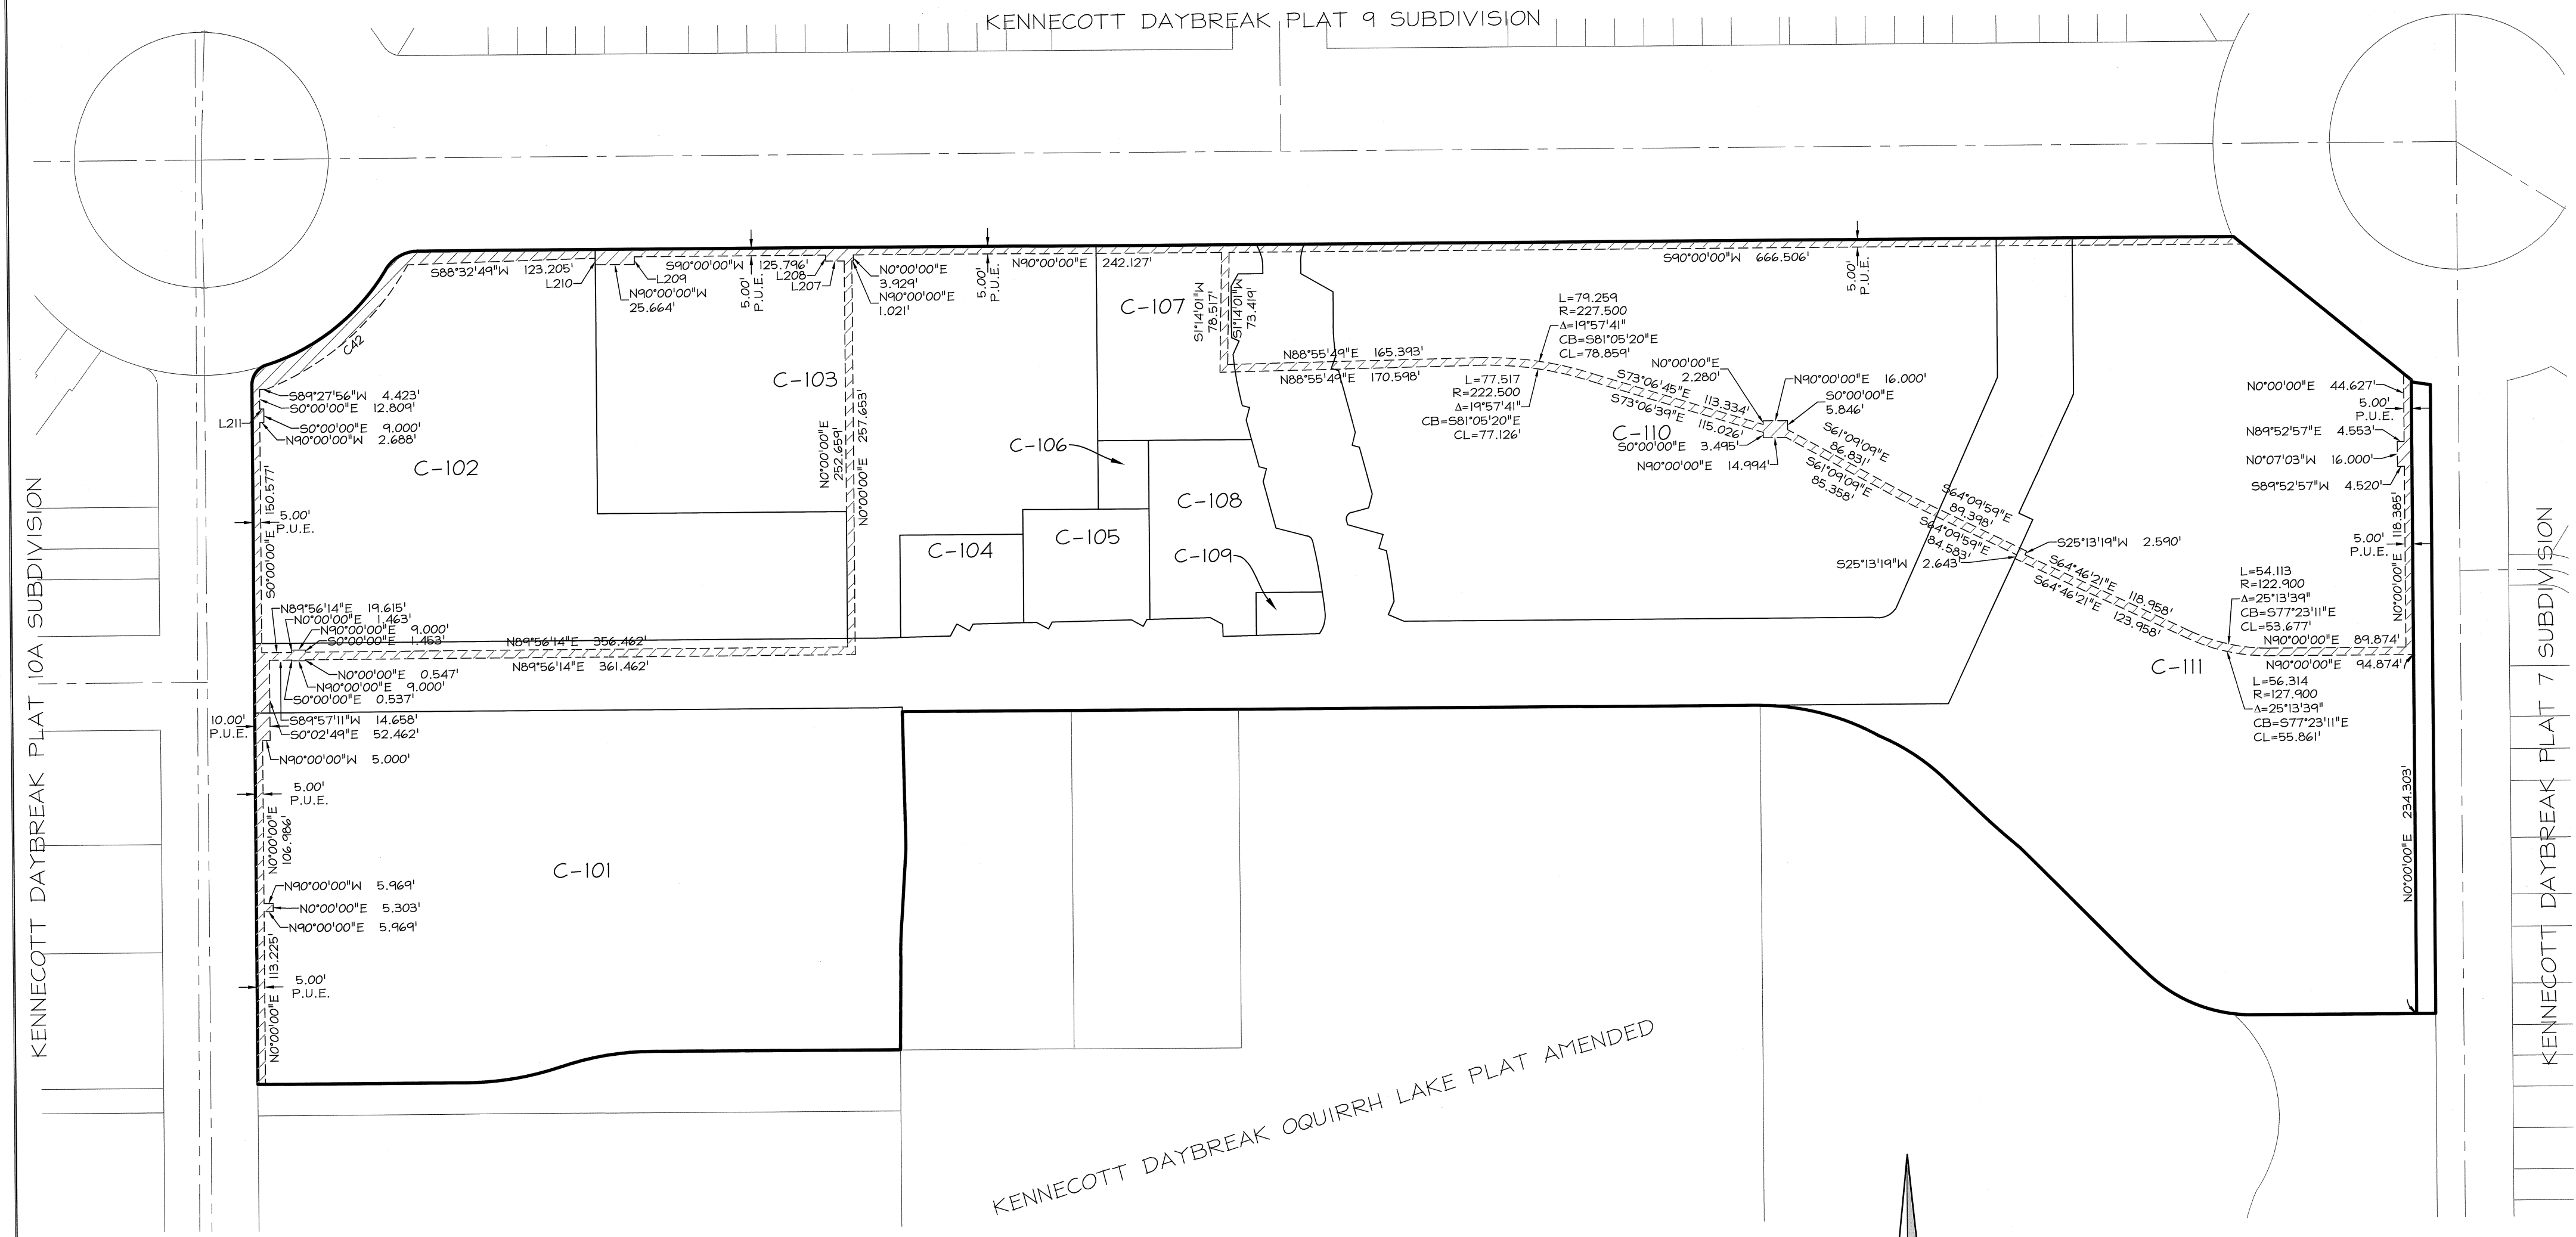 KENNECOTT DAYBREAK PLAT 9 SUBDIVISION
S88°32'49"W 123.205'
L210
L209
N90°00'00"W
25.664'
S90°00'00"W 125.796'
5.00'
P.U.E.
L208
L207
N0°00'00"E
3.929'
N90°00'00"E
1.021'
5.00'
P.U.E.
N90°00'00"E 242.127'
S90°00'00"W 666.506'
5.00'
P.U.E.
C42
C-103
C-107
S1°14'01"W
78.517'
S1°14'01"W
73.419'
L=79.259
R=227.500
Δ=19°57'41"
CB=S81°05'20"E
CL=78.859'
N88°55'49"E 165.393'
N88°55'49"E 170.598'
L=77.517
R=222.500
Δ=19°57'41"
CB=S81°05'20"E
CL=77.126'
N0°00'00"E
2.280'
S73°06'45"E 113.334'
S73°06'39"E 115.026'
N90°00'00"E 16.000'
S0°00'00"E
5.846'
C-110
S0°00'00"E 3.495'
N90°00'00"E 14.994'
S61°09'09"E
86.831'
S61°09'09"E
85.358'
S64°09'59"E
89.398'
S64°09'59"E
84.583'
S25°13'19"W 2.590'
S25°13'19"W 2.643'
S64°46'21"E 118.958'
S64°46'21"E 123.958'
N0°00'00"E 44.627'
5.00'
P.U.E.
N89°52'57"E 4.553'
N0°07'03"W 16.000'
S89°52'57"W 4.520'
5.00'
P.U.E.
N0°00'00"E 118.385'
L=54.113
R=122.900
Δ=25°13'39"
CB=S77°23'11"E
CL=53.677'
N90°00'00"E 89.874'
N90°00'00"E 94.874'
C-111
L=56.314
R=127.900
Δ=25°13'39"
CB=S77°23'11"E
CL=55.861'
N0°00'00"E 234.303'
S89°27'56"W 4.423'
S0°00'00"E 12.809'
L211
S0°00'00"E 9.000'
N90°00'00"W 2.688'
C-102
S0°00'00"E 150.577'
5.00'
P.U.E.
N0°00'00"E
252.659'
N0°00'00"E 257.653'
C-106
C-108
C-104
C-105
C-109
N89°56'14"E 19.615'
N0°00'00"E 1.463'
N90°00'00"E 9.000'
S0°00'00"E 1.453'
N89°56'14"E 356.462'
N89°56'14"E 361.462'
N0°00'00"E 0.547'
N90°00'00"E 9.000'
S0°00'00"E 0.537'
S89°57'11"W 14.658'
S0°02'49"E 52.462'
10.00'
P.U.E.
N90°00'00"W 5.000'
5.00'
P.U.E.
N0°00'00"E
106.986'
C-101
N90°00'00"W 5.969'
N0°00'00"E 5.303'
N90°00'00"E 5.969'
N0°00'00"E 113.225'
5.00'
P.U.E.
KENNECOTT DAYBREAK PLAT 10A SUBDIVISION
KENNECOTT DAYBREAK OQUIRRH LAKE PLAT AMENDED
KENNECOTT DAYBREAK PLAT 7 SUBDIVISION